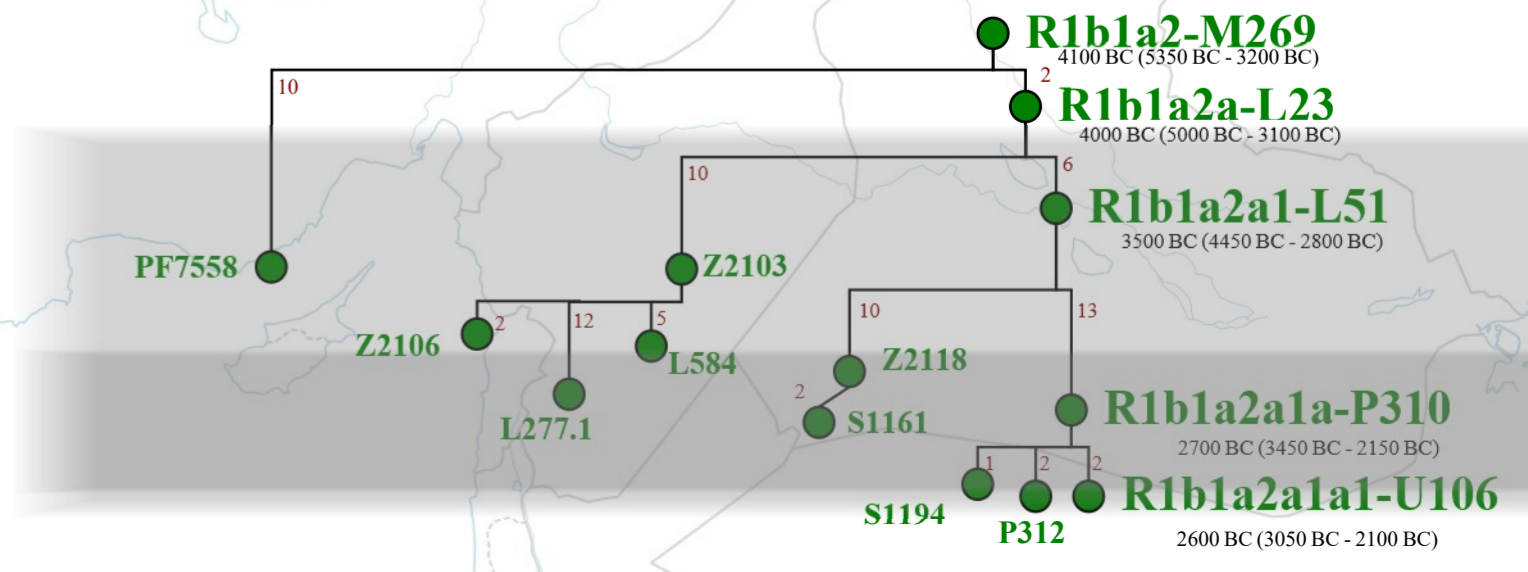 R1b1a2-M269
4100 BC (5350 BC - 3200 BC)
10
2
R1b1a2a-L23
4000 BC (5000 BC - 3100 BC)
10
6
R1b1a2a1-L51
3500 BC (4450 BC - 2800 BC)
PF7558
Z2103
10
13
2
12
5
Z2106
L584
Z2118
2
L277.1
S1161
R1b1a2a1a-P310
2700 BC (3450 BC - 2150 BC)
1
2
2
R1b1a2a1a1-U106
S1194
P312
2600 BC (3050 BC - 2100 BC)